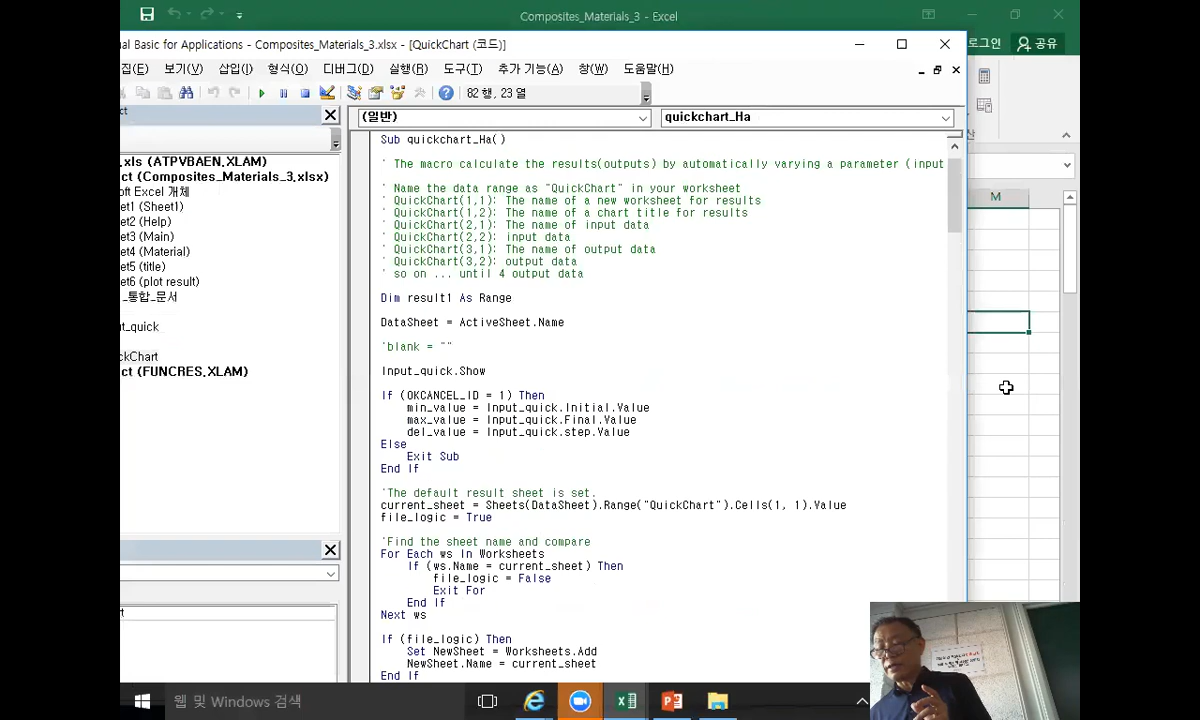 Composites_Materials_3 - Excel
ual Basic for Applications - Composites_Materials_3.xlsx - [QuickChart (코드)]
로그인 공유
집(E) 보기(V) 삽입(I) 형식(O) 디버그(D) 실행(R) 도구(T) 추가 기능(A) 창(W) 도움말(H)
82 행, 23 열
ct
(일반) quickchart_Ha
산
.xls (ATPVBAEN.XLAM)
ct (Composites_Materials_3.xlsx)
oft Excel 개체
et1 (Sheet1)
et2 (Help)
et3 (Main)
et4 (Material)
eet5 (title)
eet6 (plot result)
_통합_문서
ut_quick
ckChart
ct (FUNCRES.XLAM)
Sub quickchart_Ha()
' The macro calculate the results(outputs) by automatically varying a parameter (input
' Name the data range as "QuickChart" in your worksheet
' QuickChart(1,1): The name of a new worksheet for results
' QuickChart(1,2): The name of a chart title for results
' QuickChart(2,1): The name of input data
' QuickChart(2,2): input data
' QuickChart(3,1): The name of output data
' QuickChart(3,2): output data
' so on ... until 4 output data
Dim result1 As Range
DataSheet = ActiveSheet.Name
'blank = ""
Input_quick.Show
If (OKCANCEL_ID = 1) Then
min_value = Input_quick.Initial.Value
max_value = Input_quick.Final.Value
del_value = Input_quick.step.Value
Else
Exit Sub
End If
'The default result sheet is set.
current_sheet = Sheets(DataSheet).Range("QuickChart").Cells(1, 1).Value
file_logic = True
'Find the sheet name and compare
For Each ws In Worksheets
If (ws.Name = current_sheet) Then
file_logic = False
Exit For
End If
Next ws
If (file_logic) Then
Set NewSheet = Worksheets.Add
NewSheet.Name = current_sheet
End If
M
웹 및 Windows 검색